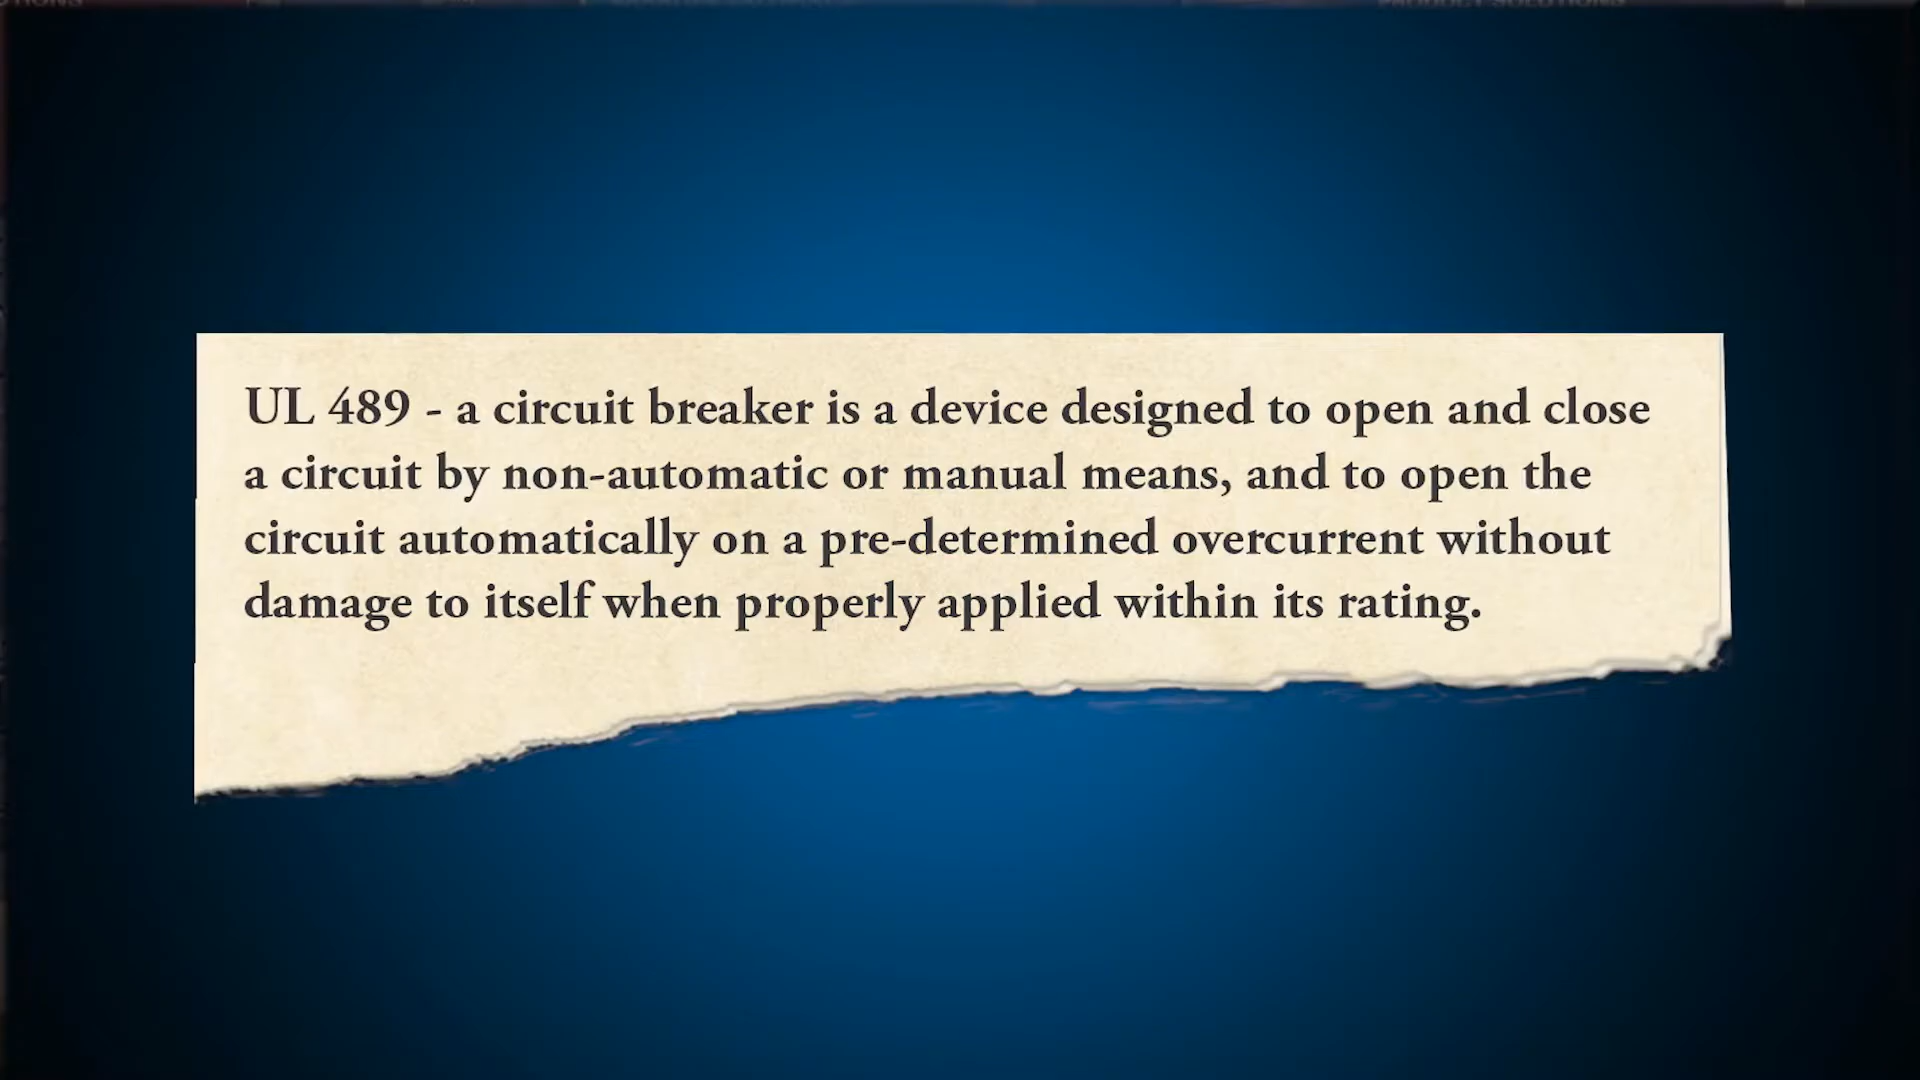 UL 489 - a circuit breaker is a device designed to open and close
a circuit by non-automatic or manual means, and to open the
circuit automatically on a pre-determined overcurrent without
damage to itself when properly applied within its rating.